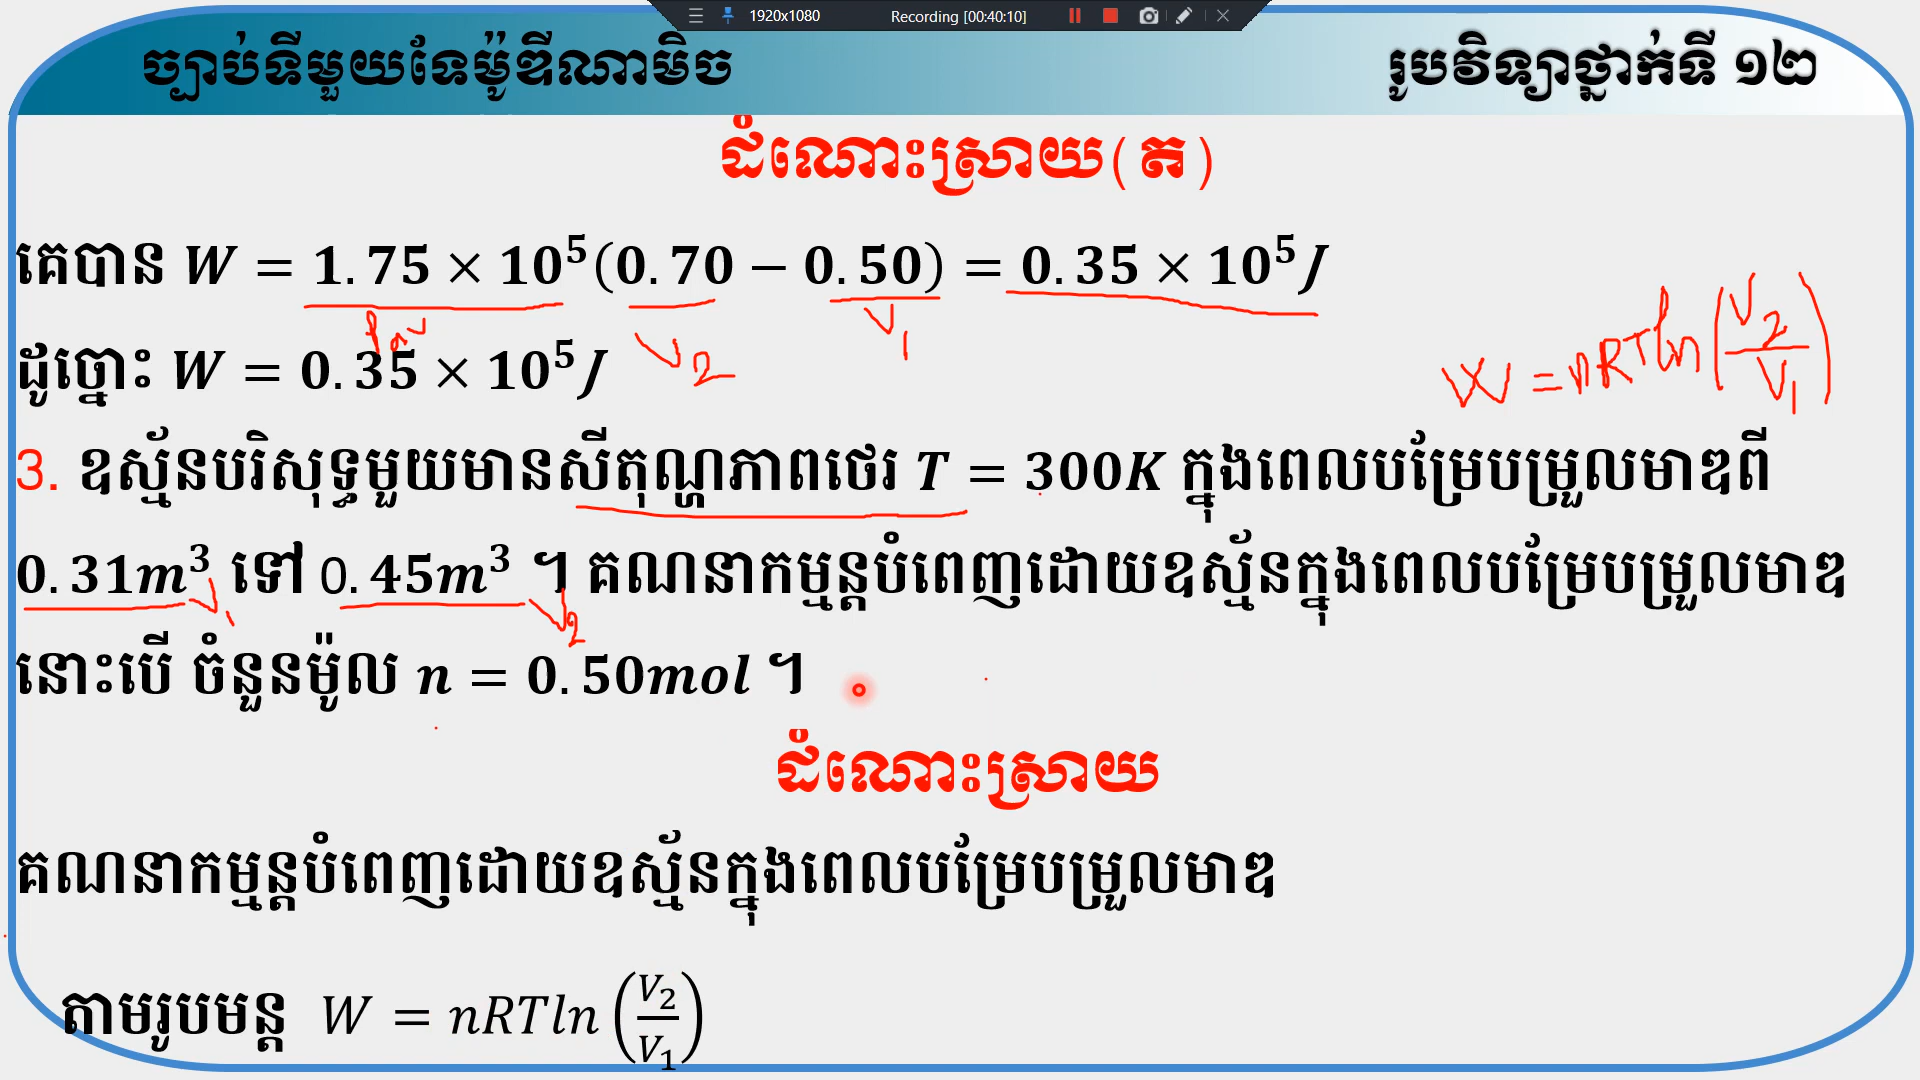 1920x1080 Recording [00:40:10]
ច្បាប់ទីមួយទែម៉ូឌីណាមិច រូបវិទ្យាថ្នាក់ទី ១២
ដំណោះស្រាយ(ត)
គេបាន W = 1.75 × 10⁵(0.70 − 0.50) = 0.35 × 10⁵J
Pav V2 V1
ដូច្នោះ W = 0.35 × 10⁵J
W = nRT ln(V2/V1)
3. ឧស្ម័នបរិសុទ្ធមួយមានសីតុណ្ហភាពថេរ T = 300K ក្នុងពេលបម្រែបម្រួលមាឌពី
0.31m³ ទៅ 0.45m³ ។ គណនាកម្មន្តបំពេញដោយឧស្ម័នក្នុងពេលបម្រែបម្រួលមាឌ
V1 V2
នោះបើ ចំនួនម៉ូល n = 0.50mol ។
ដំណោះស្រាយ
គណនាកម្មន្តបំពេញដោយឧស្ម័នក្នុងពេលបម្រែបម្រួលមាឌ
តាមរូបមន្ត W = nRTln(V₂/V₁)